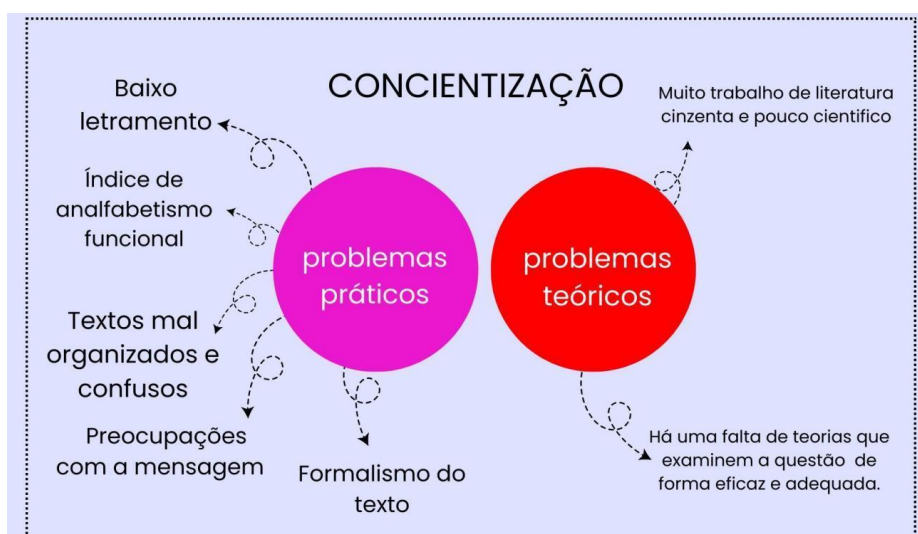 CONCIENTIZAÇÃO
Baixo
letramento
Índice de
analfabetismo
funcional
Textos mal
organizados e
confusos
Preocupações
com a mensagem
Formalismo do
texto
problemas
práticos
problemas
teóricos
Muito trabalho de literatura
cinzenta e pouco cientifico
Há uma falta de teorias que
examinem a questão de
forma eficaz e adequada.